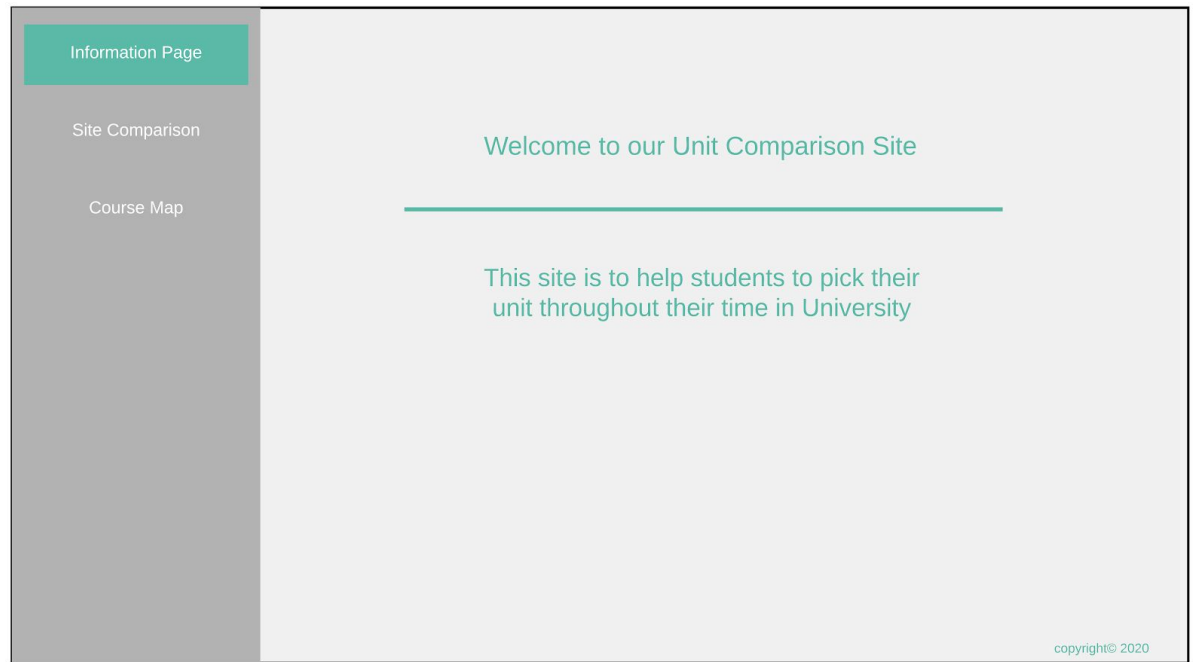 Information Page
Site Comparison
Course Map
Welcome to our Unit Comparison Site
This site is to help students to pick their
unit throughout their time in University
copyright© 2020